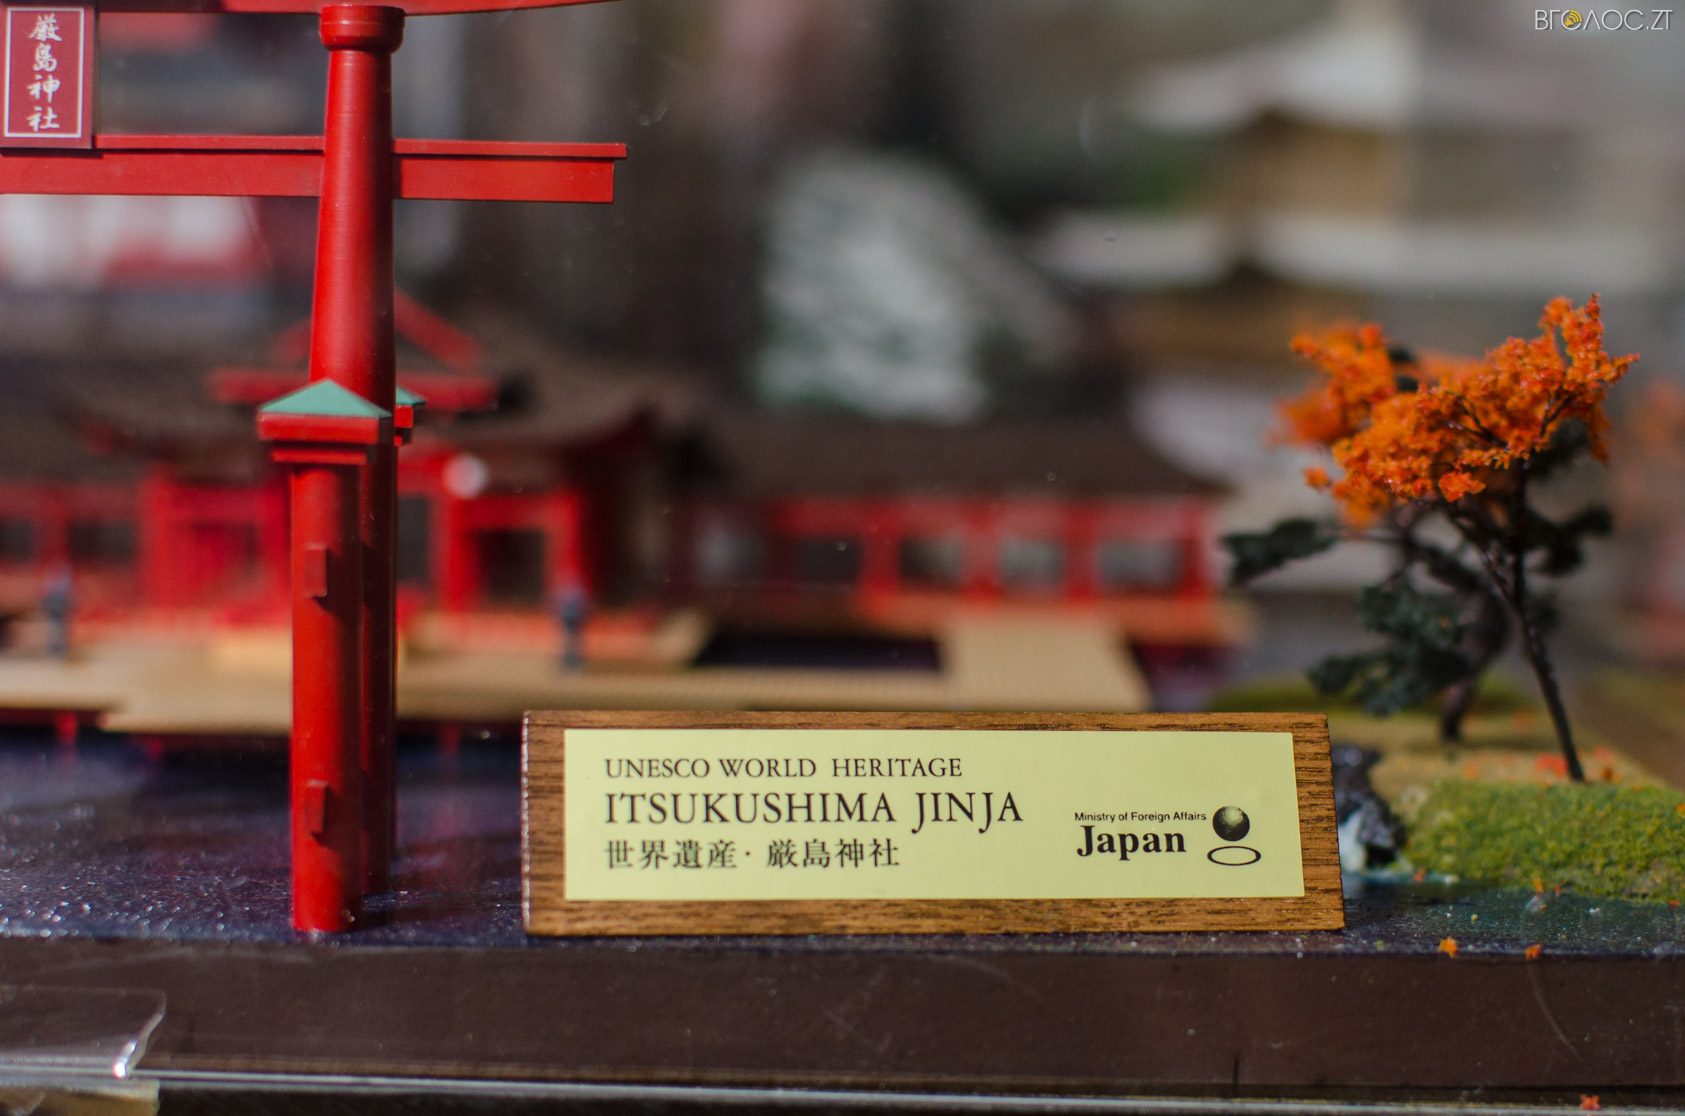 厳島神社
ВГОЛОС.ZT
UNESCO WORLD HERITAGE
ITSUKUSHIMA JINJA
世界遺産・厳島神社
Ministry of Foreign Affairs
Japan